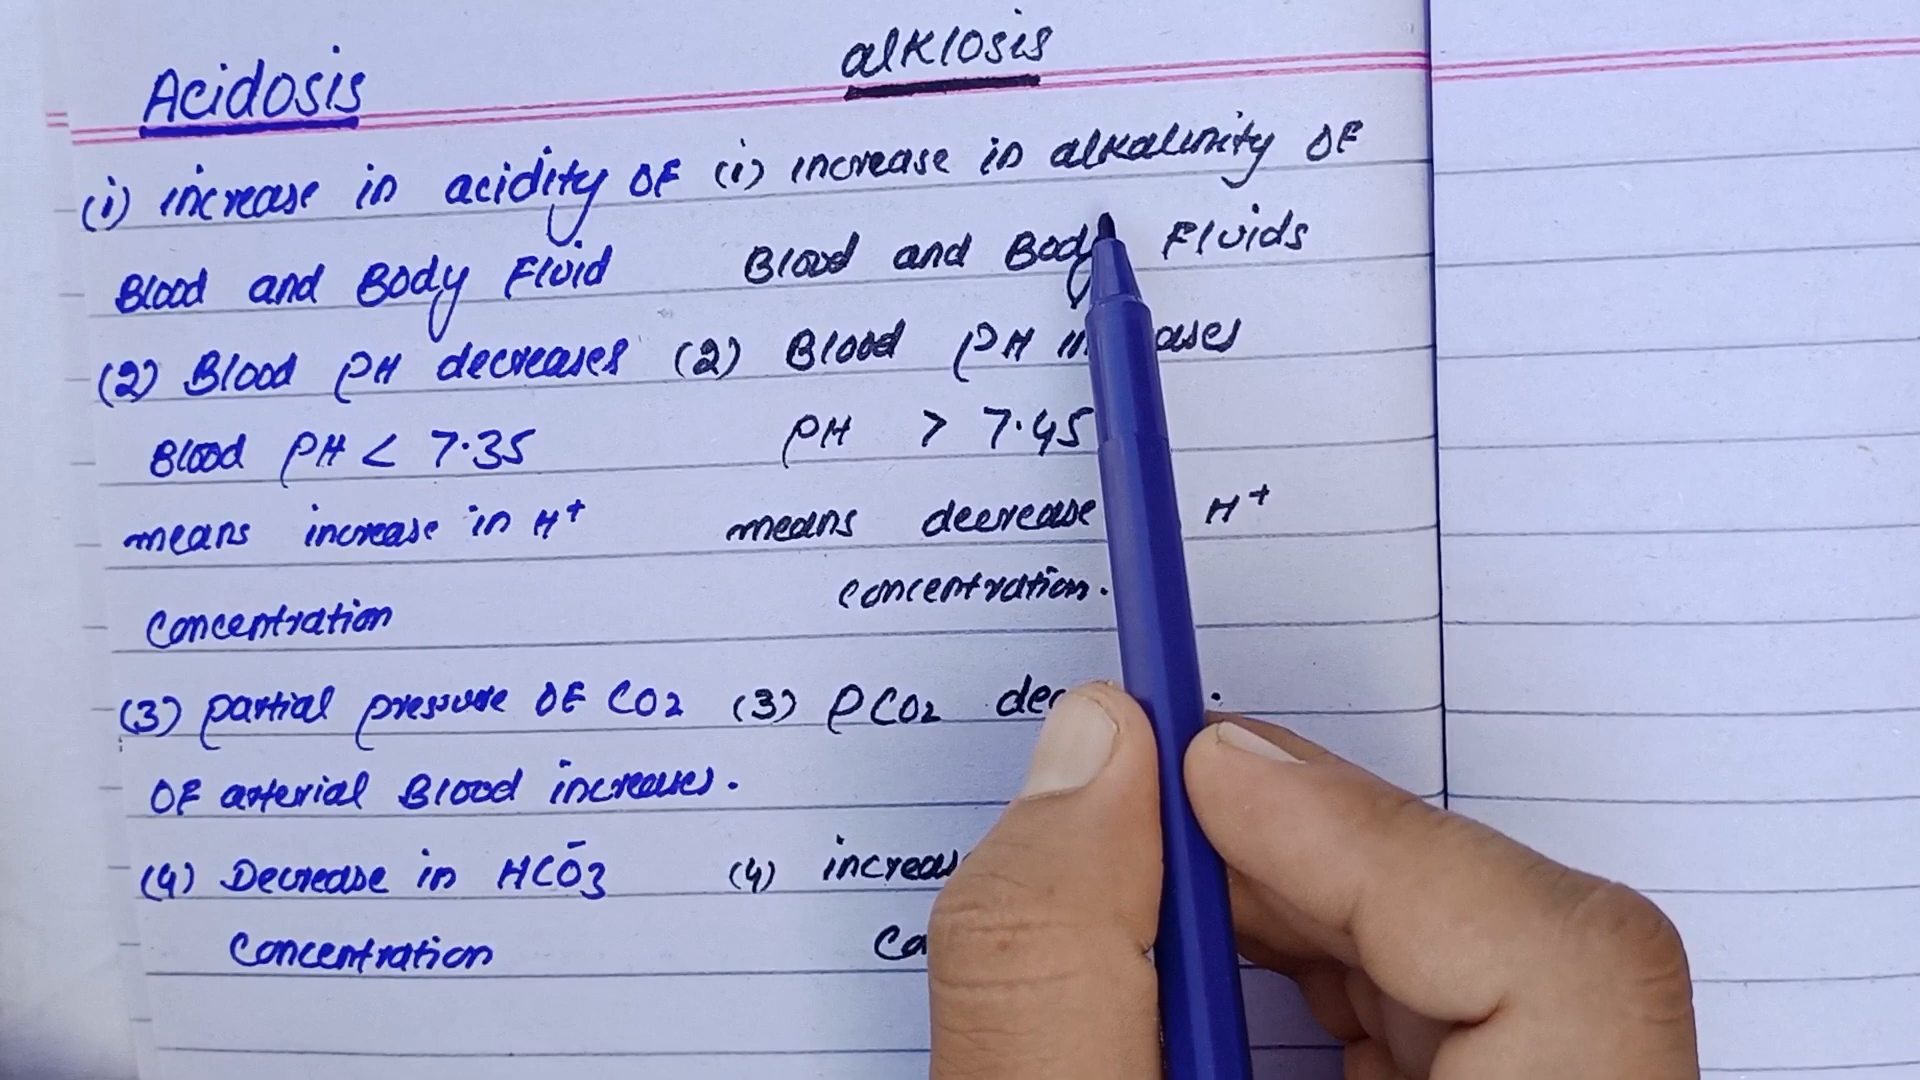 Acidosis
alklosis
(i) increase in acidity OF
Blood and Body Fluid
(2) Blood PH decreases
Blood PH < 7.35
means increase in H+
Concentration
(3) partial pressure OF CO2
OF arterial Blood increases.
(4) Decrease in HCO3-
Concentration
(i) increase in alkalinity OF
Blood and Body Fluids
(2) Blood PH
PH > 7.45
means decrease H+
concentration.
(3) PCO2
(4)